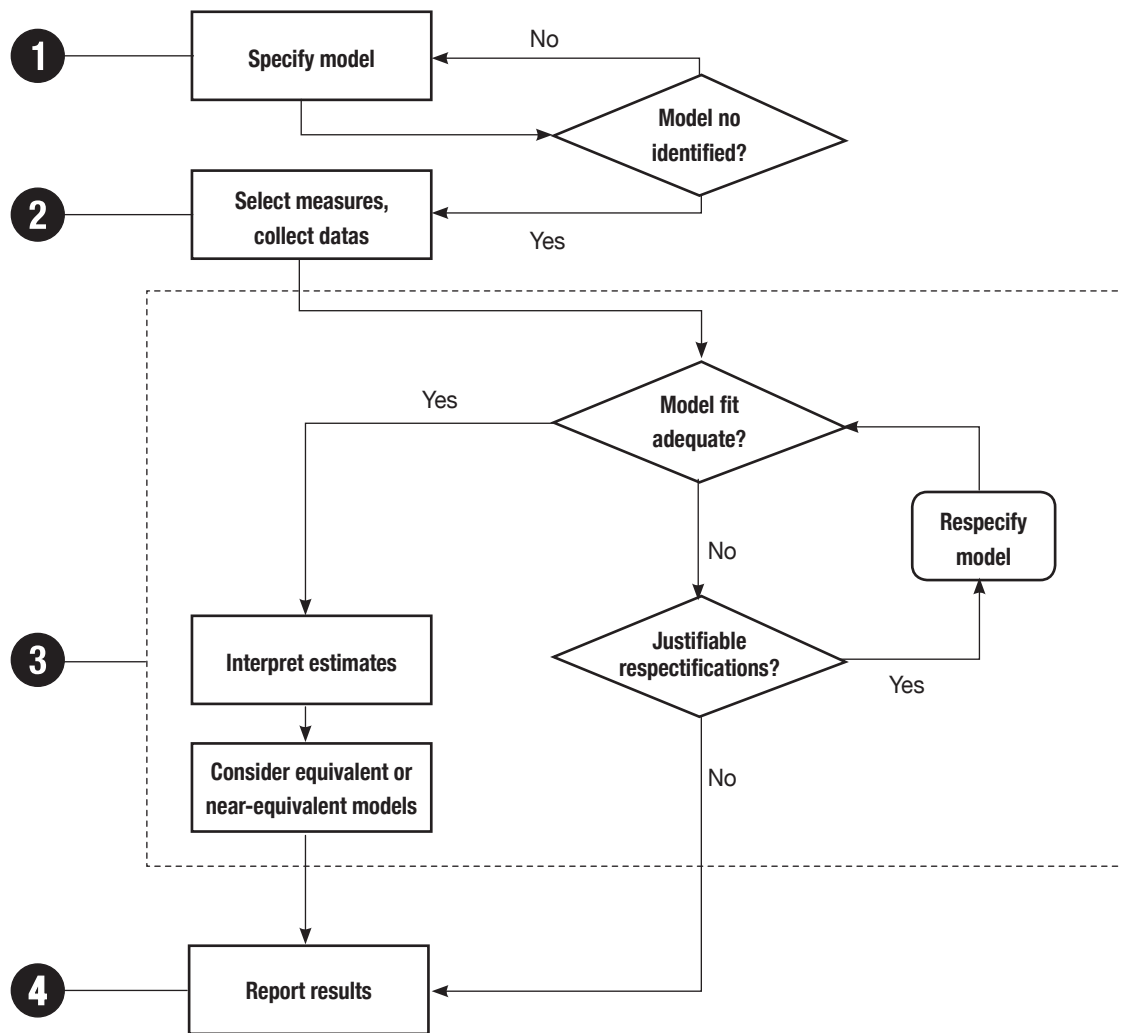 1
Specify model
No
Model no
identified?
2
Select measures,
collect datas
Yes
Yes
Model fit
adequate?
Respecify
model
No
3
Interpret estimates
Justifiable
respectifications?
Yes
Consider equivalent or
near-equivalent models
No
4
Report results